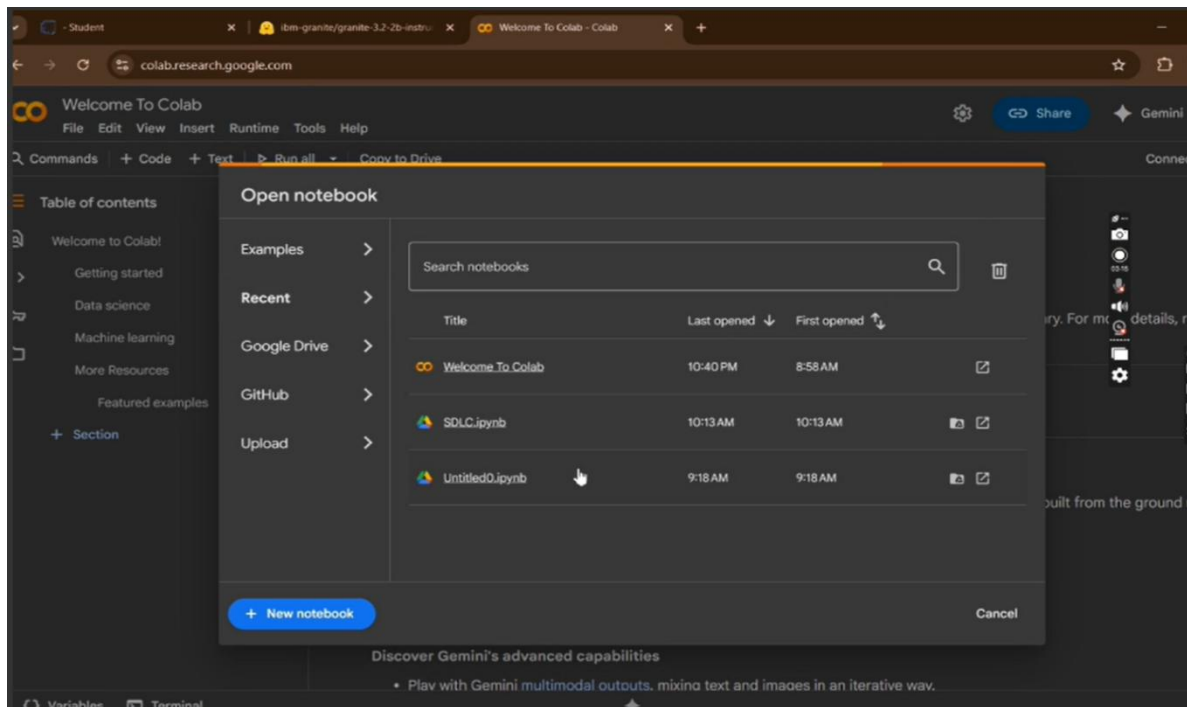 - Student
ibm-granite/granite-3.2-2b-instru
Welcome To Colab - Colab
colab.research.google.com
Welcome To Colab
File Edit View Insert Runtime Tools Help
Share
Gemini
Commands + Code + Text Run all Copy to Drive
Connec
Table of contents
Welcome to Colab!
Getting started
Data science
Machine learning
More Resources
Featured examples
+ Section
Open notebook
Examples
Recent
Google Drive
GitHub
Upload
Search notebooks
Title Last opened First opened
Welcome To Colab 10:40 PM 8:58 AM
SDLC.ipynb 10:13 AM 10:13 AM
Untitled0.ipynb 9:18 AM 9:18 AM
+ New notebook
Cancel
ry. For mo details, r
built from the ground
Discover Gemini's advanced capabilities
• Play with Gemini multimodal outputs, mixing text and images in an iterative way.
Variables Terminal